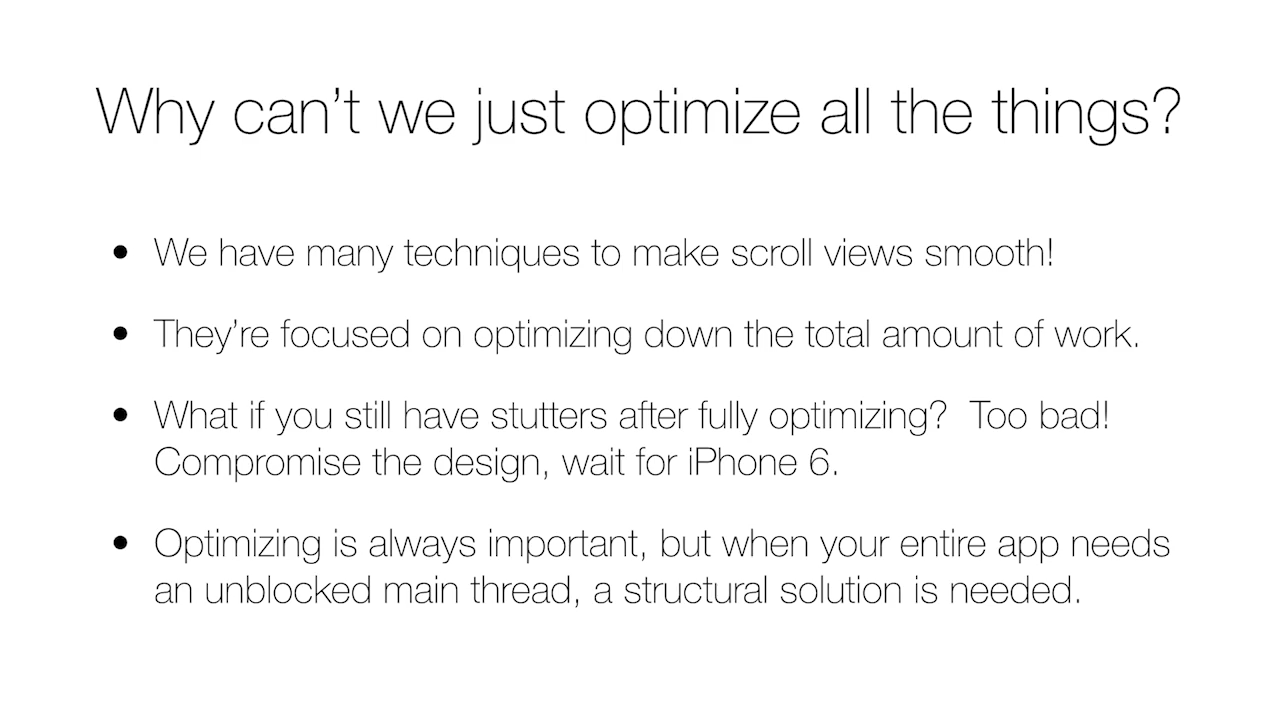 Why can’t we just optimize all the things?
• We have many techniques to make scroll views smooth!
• They’re focused on optimizing down the total amount of work.
• What if you still have stutters after fully optimizing?  Too bad!
Compromise the design, wait for iPhone 6.
• Optimizing is always important, but when your entire app needs
an unblocked main thread, a structural solution is needed.